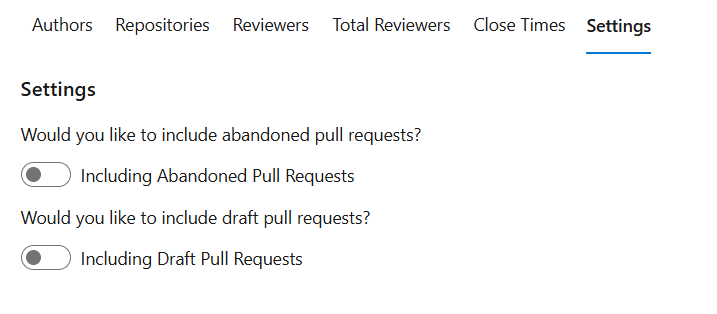 Authors Repositories Reviewers Total Reviewers Close Times Settings
Settings
Would you like to include abandoned pull requests?
Including Abandoned Pull Requests
Would you like to include draft pull requests?
Including Draft Pull Requests